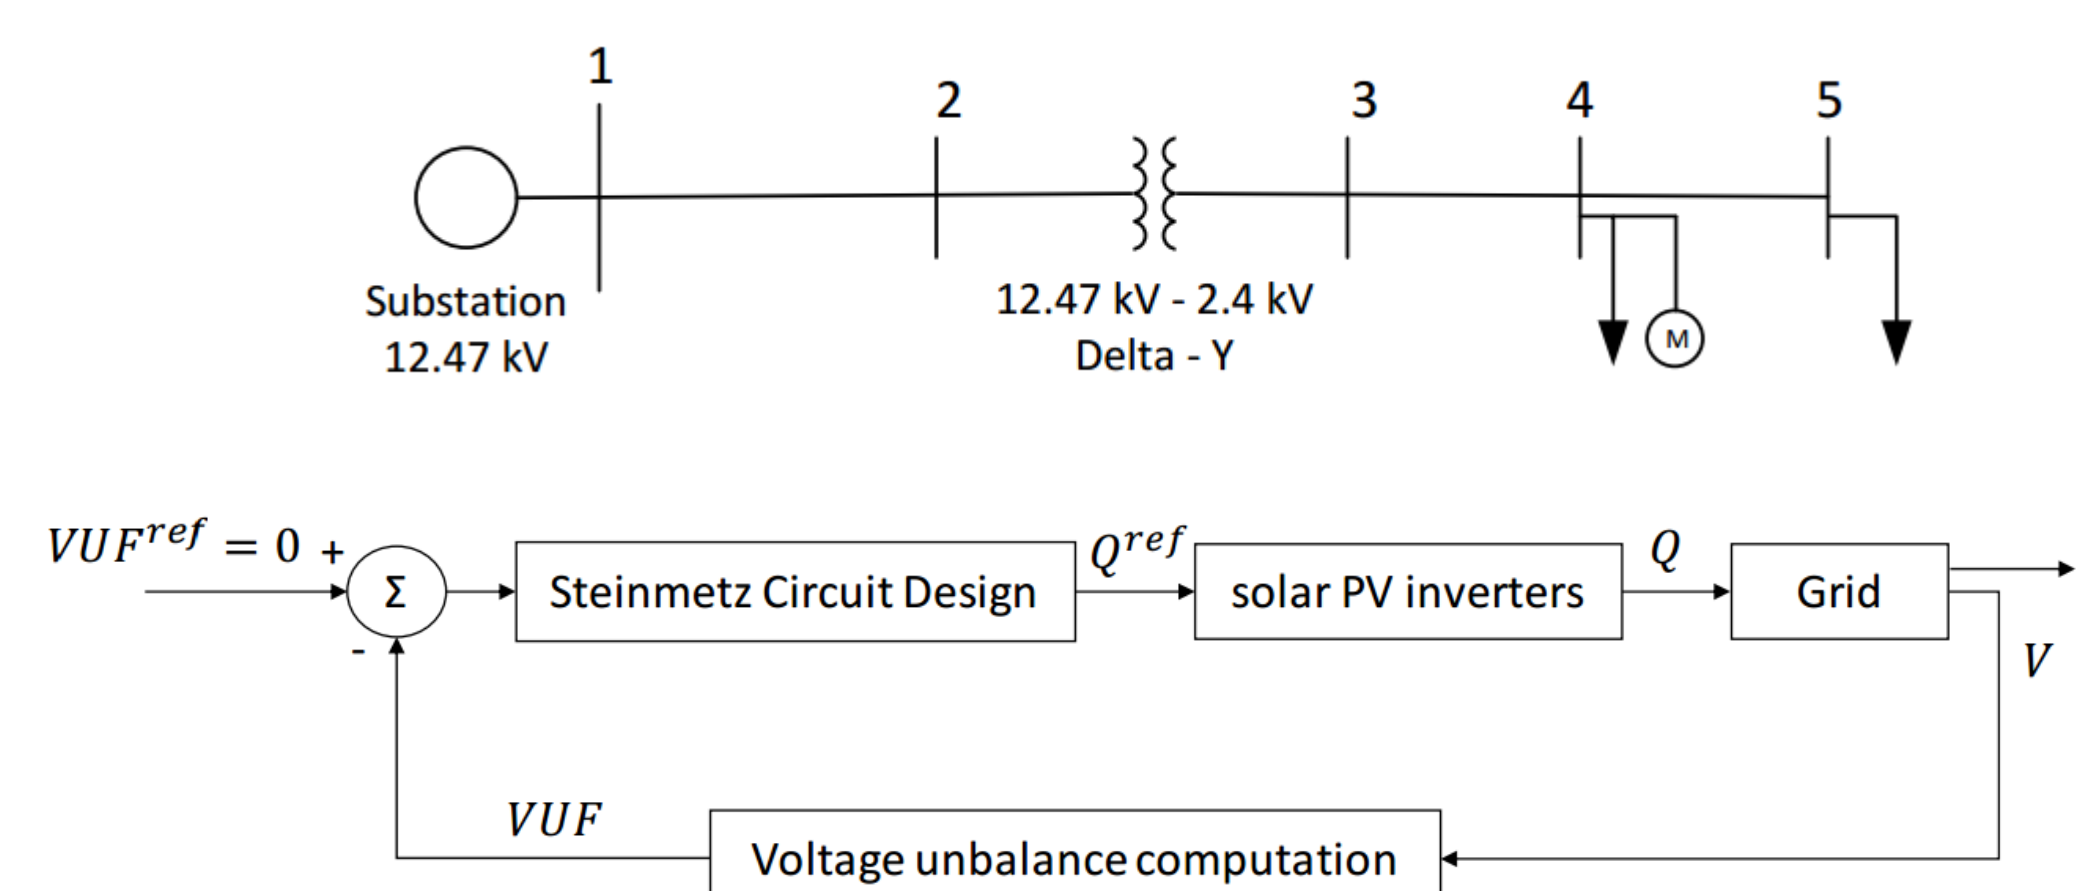 1
2
3
4
5
Substation
12.47 kV
12.47 kV - 2.4 kV
Delta - Y
M
VUF^{ref} = 0 +
Σ
-
Steinmetz Circuit Design
Q^{ref}
solar PV inverters
Q
Grid
V
VUF
Voltage unbalance computation